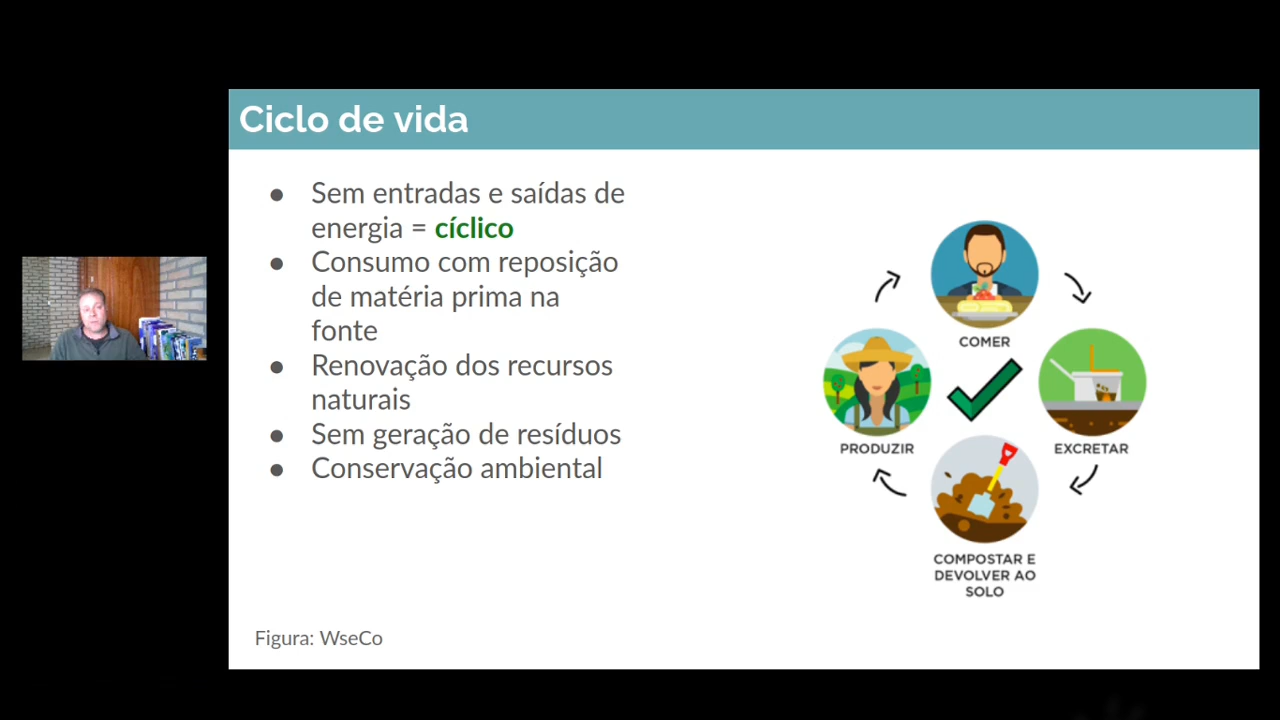 Ciclo de vida
● Sem entradas e saídas de
energia = cíclico
● Consumo com reposição
de matéria prima na
fonte
● Renovação dos recursos
naturais
● Sem geração de resíduos
● Conservação ambiental
COMER
PRODUZIR
EXCRETAR
COMPOSTAR E
DEVOLVER AO
SOLO
Figura: WseCo